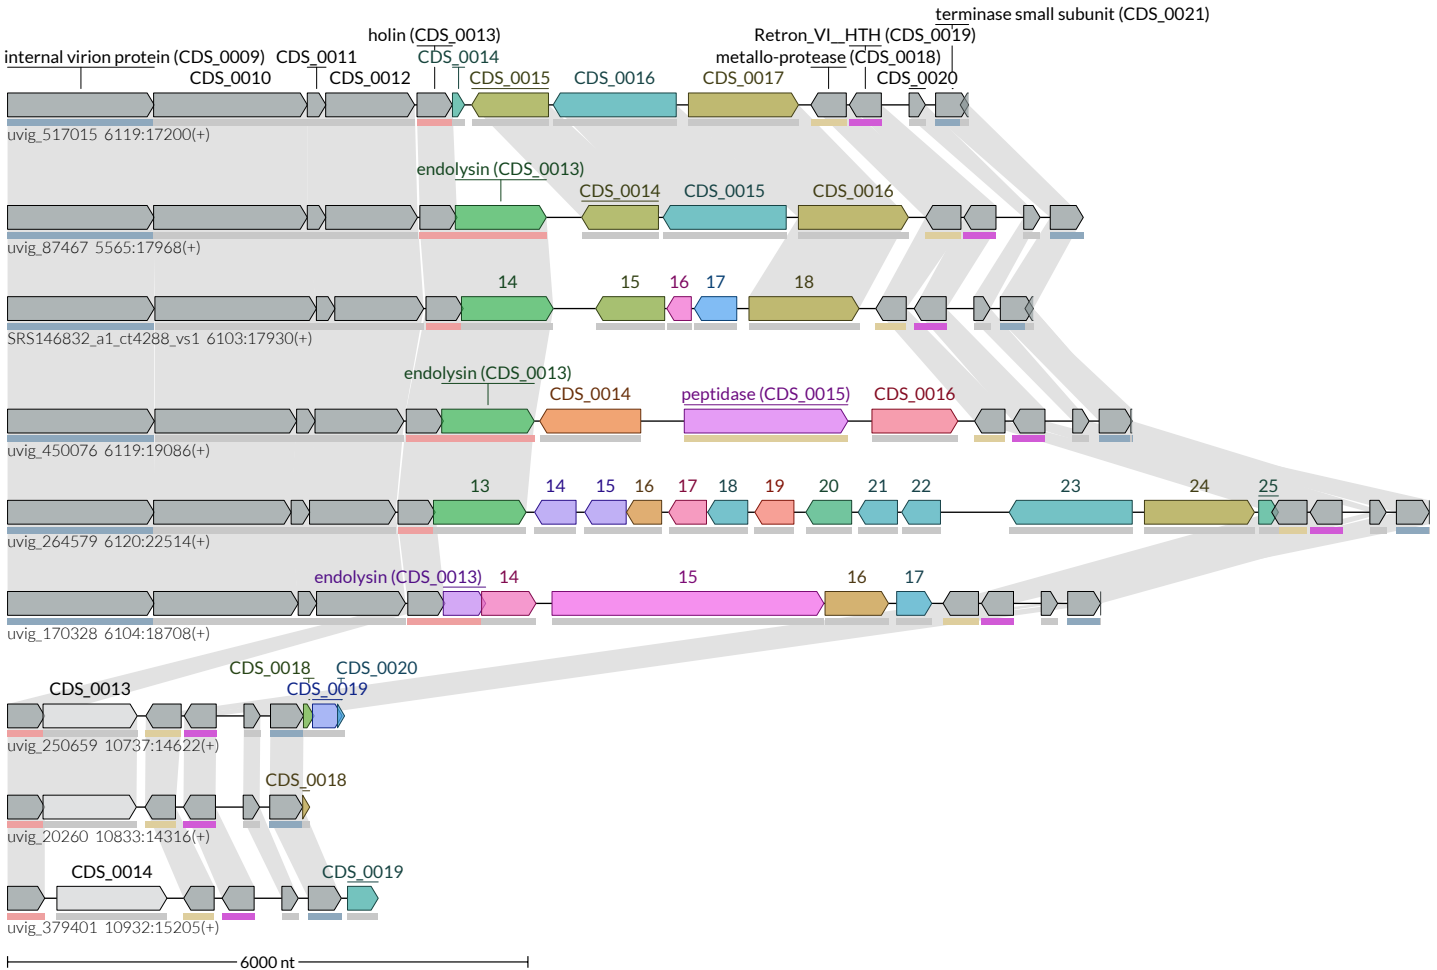 terminase small subunit (CDS_0021)
holin (CDS_0013) Retron_VI__HTH (CDS_0019)
internal virion protein (CDS_0009) CDS_0011 CDS_0014 metallo-protease (CDS_0018)
CDS_0010 CDS_0012 CDS_0015 CDS_0016 CDS_0017 CDS_0020
uvig_517015 6119:17200(+)
endolysin (CDS_0013)
CDS_0014 CDS_0015 CDS_0016
uvig_87467 5565:17968(+)
14 15 16 17 18
SRS146832_a1_ct4288_vs1 6103:17930(+)
endolysin (CDS_0013)
CDS_0014 peptidase (CDS_0015) CDS_0016
uvig_450076 6119:19086(+)
13 14 15 16 17 18 19 20 21 22 23 24 25
uvig_264579 6120:22514(+)
endolysin (CDS_0013) 14 15 16 17
uvig_170328 6104:18708(+)
CDS_0018 CDS_0020
CDS_0013 CDS_0019
uvig_250659 10737:14622(+)
CDS_0018
uvig_20260 10833:14316(+)
CDS_0014 CDS_0019
uvig_379401 10932:15205(+)
6000 nt